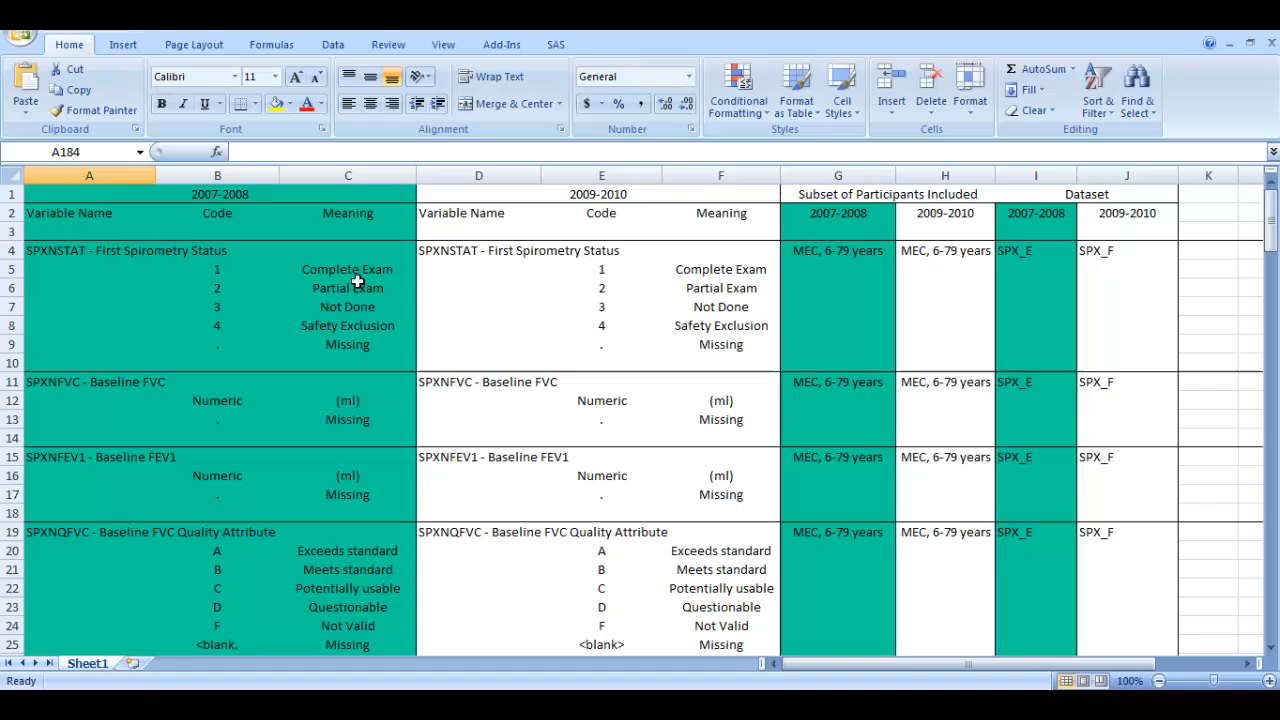 Home Insert Page Layout Formulas Data Review View Add-Ins SAS
Cut
Copy
Format Painter
Paste
Calibri 11
B I U
Wrap Text
Merge & Center
General
$ % ,
Conditional Formatting
Format as Table
Cell Styles
Insert Delete Format
AutoSum
Fill
Clear
Sort & Filter
Find & Select
Clipboard Font Alignment Number Styles Cells Editing
A184 fx
A B C D E F G H I J K
1 2007-2008 2009-2010 Subset of Participants Included Dataset
2 Variable Name Code Meaning Variable Name Code Meaning 2007-2008 2009-2010 2007-2008 2009-2010
3
4 SPXNSTAT - First Spirometry Status SPXNSTAT - First Spirometry Status MEC, 6-79 years MEC, 6-79 years SPX_E SPX_F
5 1 Complete Exam 1 Complete Exam
6 2 Partial Exam 2 Partial Exam
7 3 Not Done 3 Not Done
8 4 Safety Exclusion 4 Safety Exclusion
9 . Missing . Missing
10
11 SPXNFVC - Baseline FVC SPXNFVC - Baseline FVC MEC, 6-79 years MEC, 6-79 years SPX_E SPX_F
12 Numeric (ml) Numeric (ml)
13 . Missing . Missing
14
15 SPXNFEV1 - Baseline FEV1 SPXNFEV1 - Baseline FEV1 MEC, 6-79 years MEC, 6-79 years SPX_E SPX_F
16 Numeric (ml) Numeric (ml)
17 . Missing . Missing
18
19 SPXNQFVC - Baseline FVC Quality Attribute SPXNQFVC - Baseline FVC Quality Attribute MEC, 6-79 years MEC, 6-79 years SPX_E SPX_F
20 A Exceeds standard A Exceeds standard
21 B Meets standard B Meets standard
22 C Potentially usable C Potentially usable
23 D Questionable D Questionable
24 F Not Valid F Not Valid
25 <blank. Missing <blank> Missing
Sheet1
Ready 100%